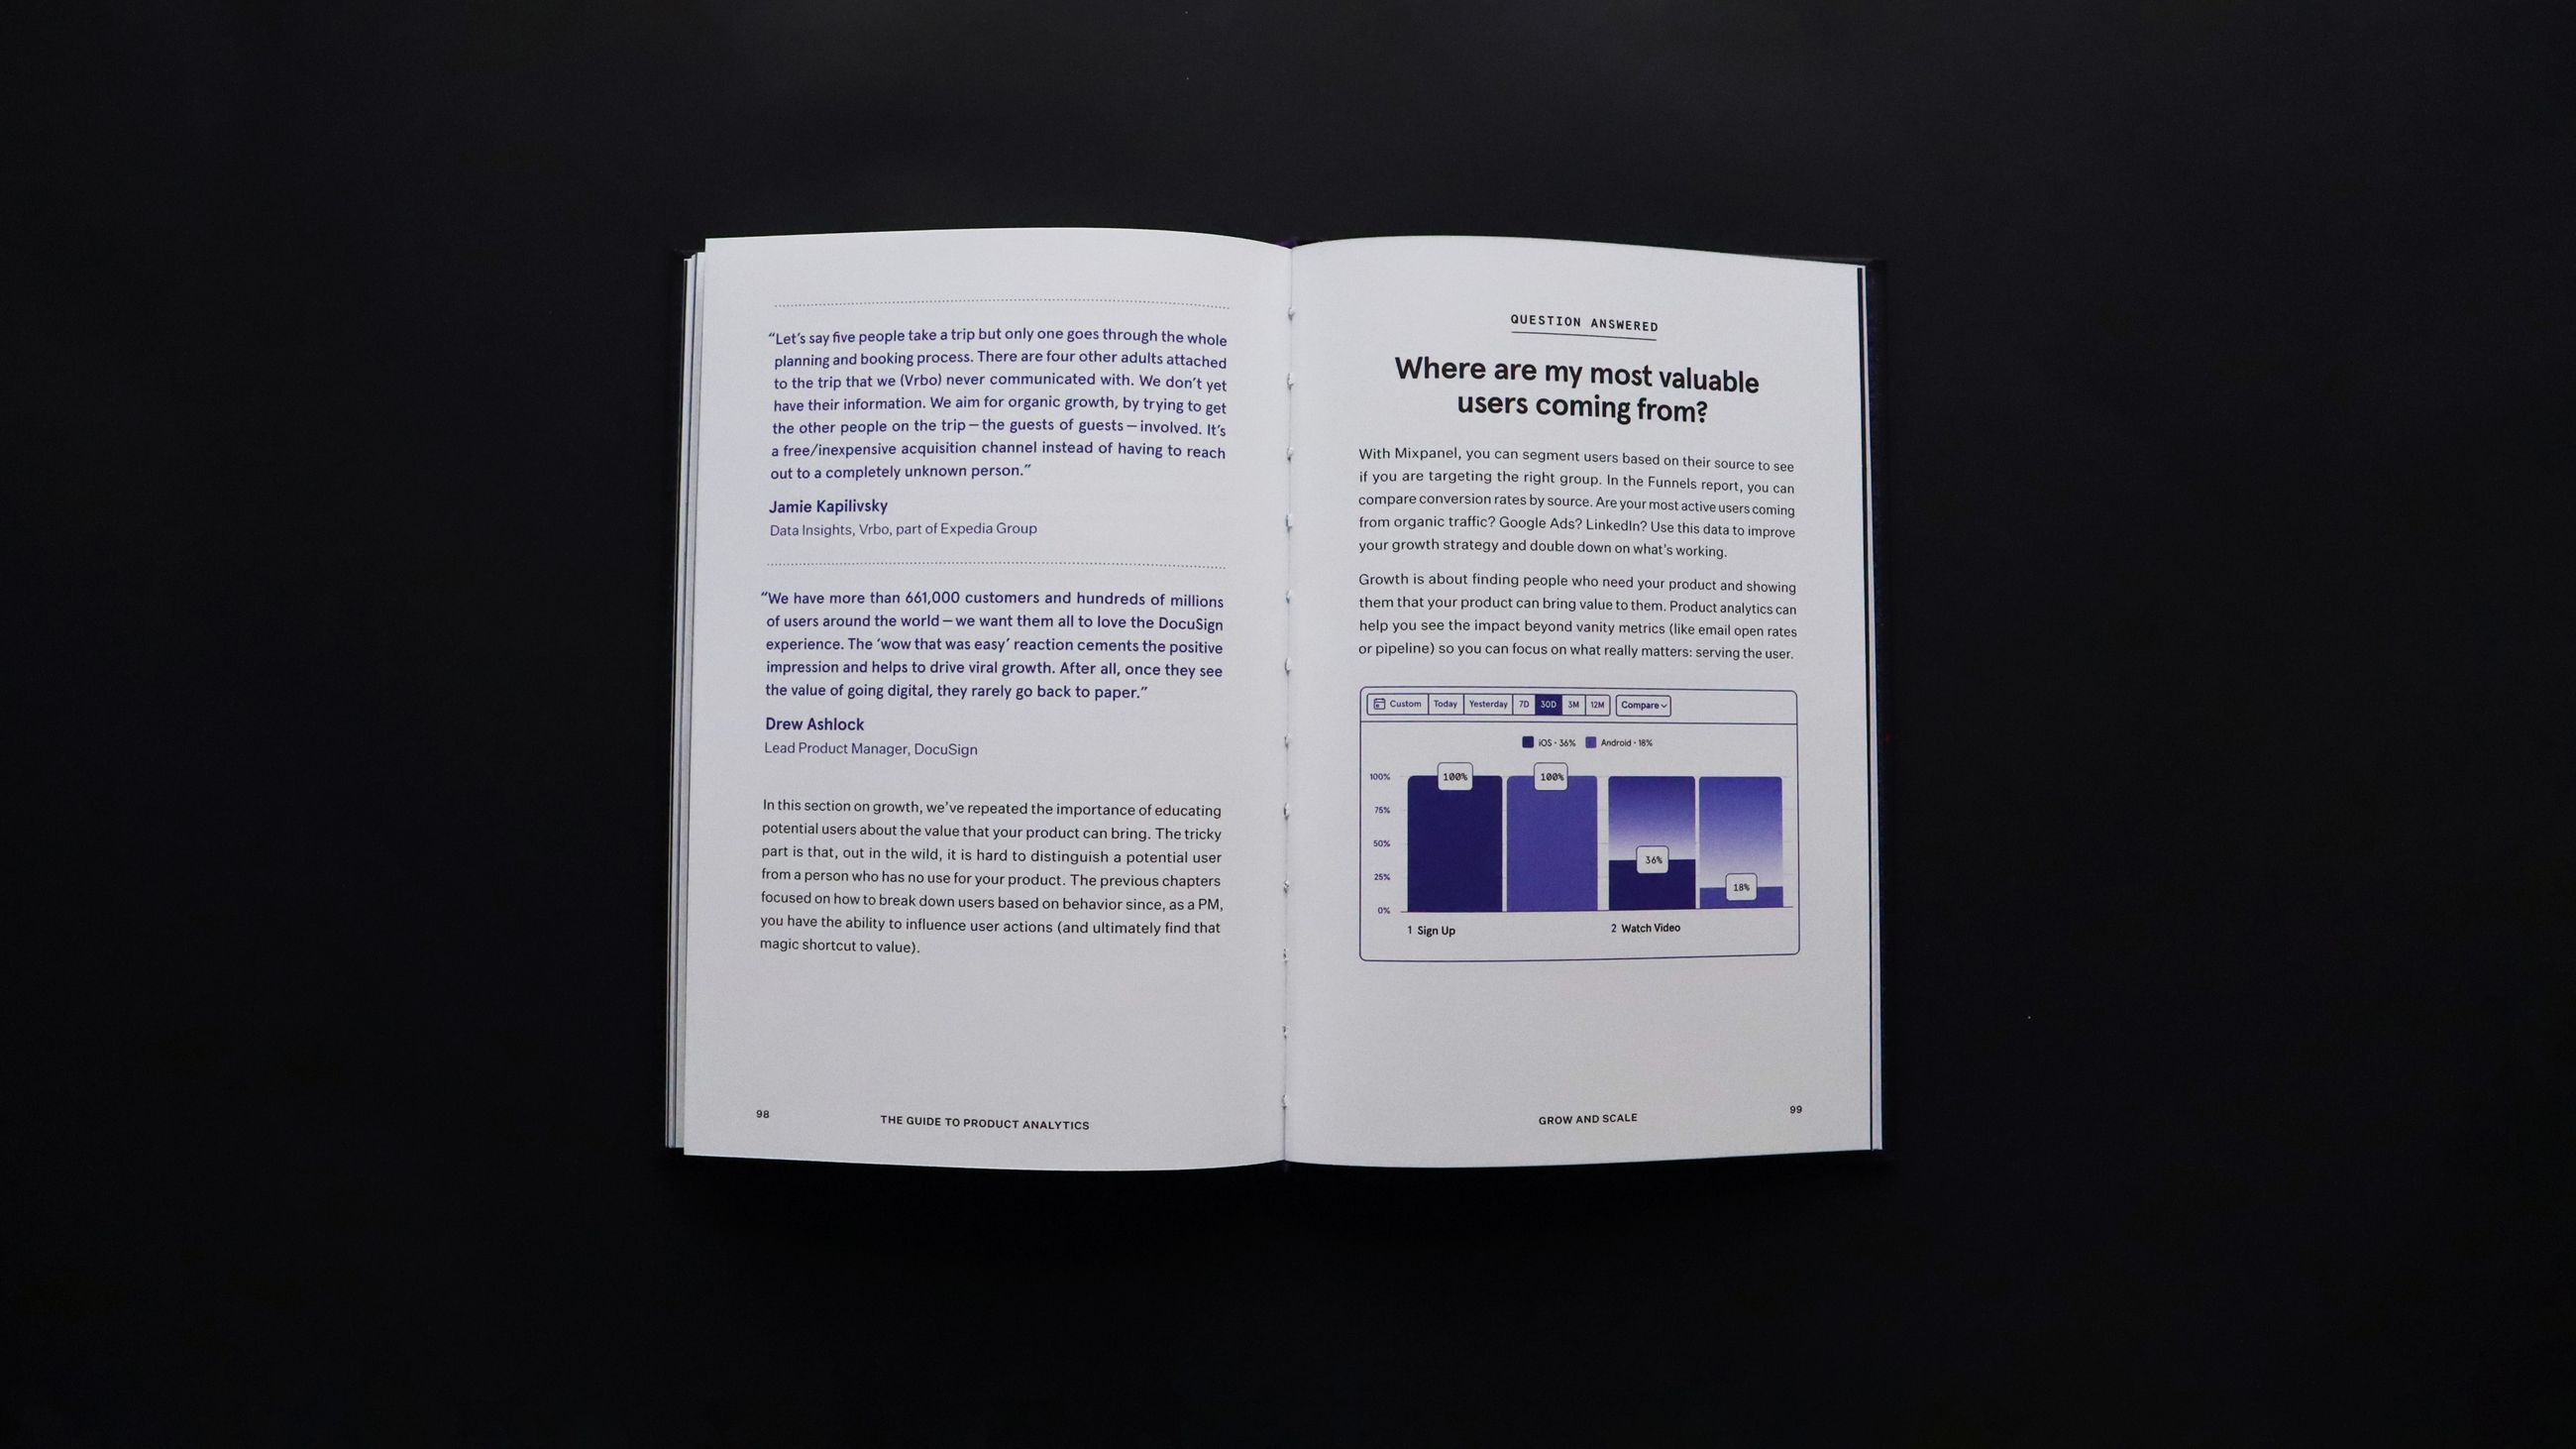 “Let’s say five people take a trip but only one goes through the whole
planning and booking process. There are four other adults attached
to the trip that we (Vrbo) never communicated with. We don’t yet
have their information. We aim for organic growth, by trying to get
the other people on the trip — the guests of guests — involved. It’s
a free/inexpensive acquisition channel instead of having to reach
out to a completely unknown person.”
Jamie Kapilivsky
Data Insights, Vrbo, part of Expedia Group
“We have more than 661,000 customers and hundreds of millions
of users around the world — we want them all to love the DocuSign
experience. The ‘wow that was easy’ reaction cements the positive
impression and helps to drive viral growth. After all, once they see
the value of going digital, they rarely go back to paper.”
Drew Ashlock
Lead Product Manager, DocuSign
In this section on growth, we’ve repeated the importance of educating
potential users about the value that your product can bring. The tricky
part is that, out in the wild, it is hard to distinguish a potential user
from a person who has no use for your product. The previous chapters
focused on how to break down users based on behavior since, as a PM,
you have the ability to influence user actions (and ultimately find that
magic shortcut to value).
98
THE GUIDE TO PRODUCT ANALYTICS
QUESTION ANSWERED
Where are my most valuable
users coming from?
With Mixpanel, you can segment users based on their source to see
if you are targeting the right group. In the Funnels report, you can
compare conversion rates by source. Are your most active users coming
from organic traffic? Google Ads? LinkedIn? Use this data to improve
your growth strategy and double down on what’s working.
Growth is about finding people who need your product and showing
them that your product can bring value to them. Product analytics can
help you see the impact beyond vanity metrics (like email open rates
or pipeline) so you can focus on what really matters: serving the user.
Custom Today Yesterday 7D 30D 3M 12M Compare
iOS · 36% Android · 18%
100% 100% 100%
75%
50%
36%
25%
18%
0%
1 Sign Up 2 Watch Video
GROW AND SCALE
99